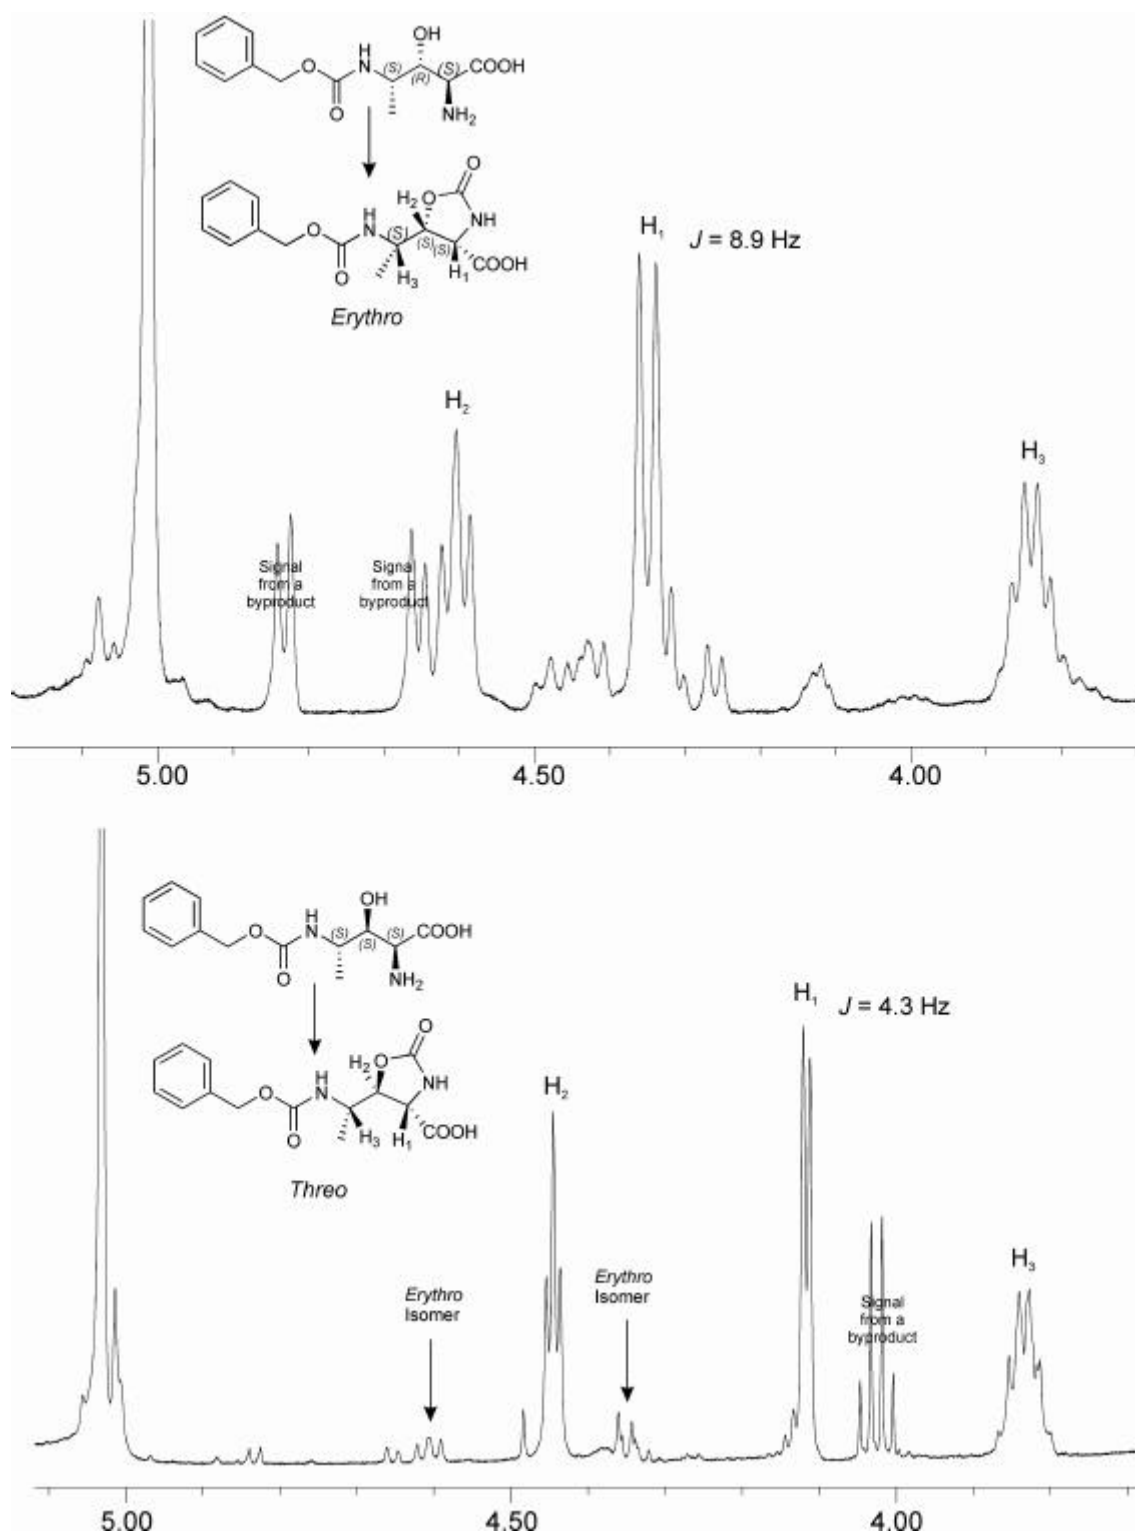 OH
H
N
(S)
(R)
(S)
COOH
O
O
NH₂
O
H₂
O
NH
H
N
(S)
(S)
(S)
O
O
H₃
H₁
COOH
Erythro
H₁
J = 8.9 Hz
H₂
H₃
Signal
from a
byproduct
Signal
from a
byproduct
5.00
4.50
4.00
OH
H
N
(S)
(S)
(S)
COOH
O
O
NH₂
O
H₂
O
NH
H
N
O
O
H₃
H₁
COOH
Threo
H₁
J = 4.3 Hz
H₂
H₃
Erythro
Isomer
Erythro
Isomer
Signal
from a
byproduct
5.00
4.50
4.00